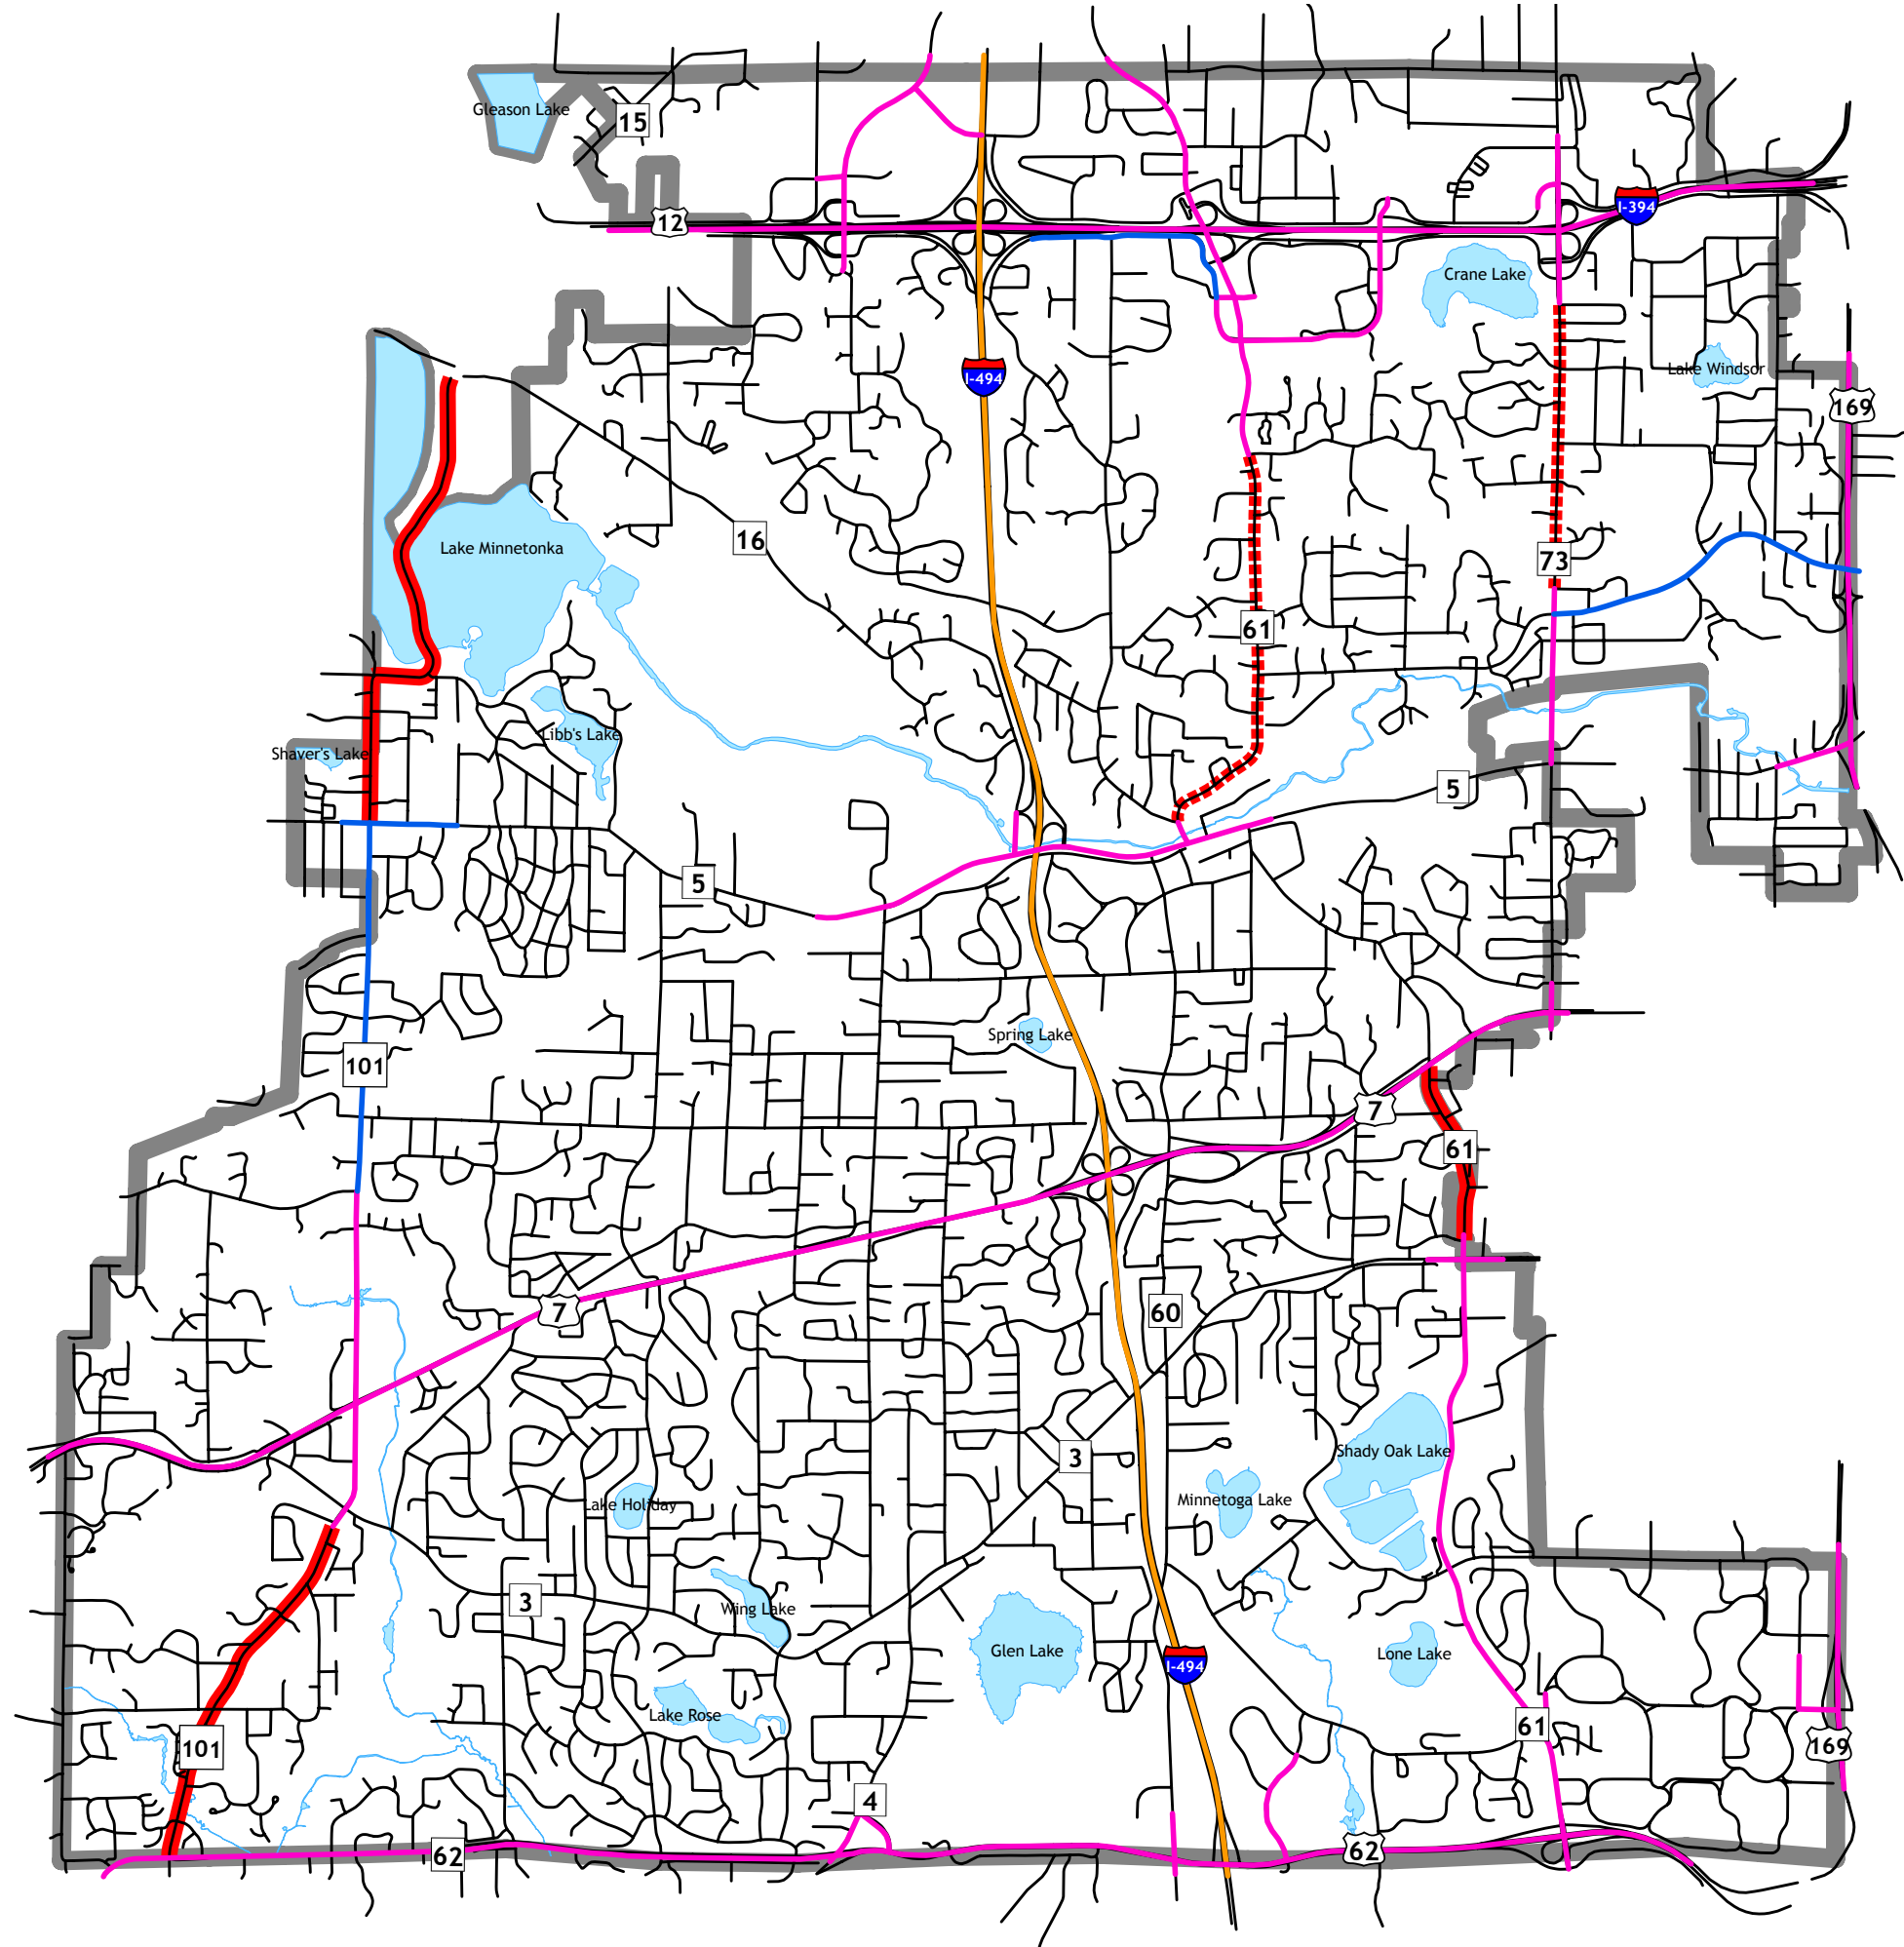 Gleason Lake
15
12
I-394
Crane Lake
I-494
Lake Windsor
169
16
Lake Minnetonka
73
61
Libb's Lake
Shaver's Lake
5
5
Spring Lake
101
7
61
7
60
3
Shady Oak Lake
Minnetoga Lake
Lake Holiday
3
Wing Lake
Glen Lake
Lone Lake
I-494
Lake Rose
61
101
169
4
62
62